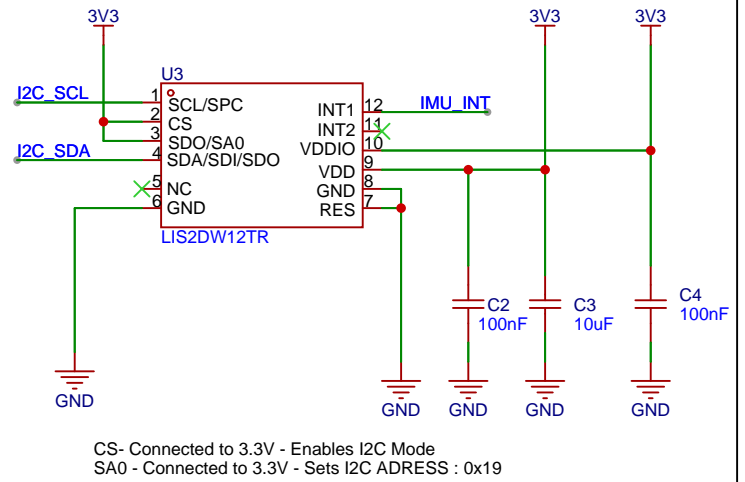 3V3
3V3
3V3
U3
I2C_SCL
1
SCL/SPC
2
CS
3
SDO/SA0
I2C_SDA
4
SDA/SDI/SDO
5
NC
6
GND
INT1
12
IMU_INT
INT2
11
VDDIO
10
VDD
9
GND
8
RES
7
LIS2DW12TR
C2
100nF
C3
10uF
C4
100nF
GND
GND
GND
GND
GND
CS- Connected to 3.3V - Enables I2C Mode
SA0 - Connected to 3.3V - Sets I2C ADRESS : 0x19